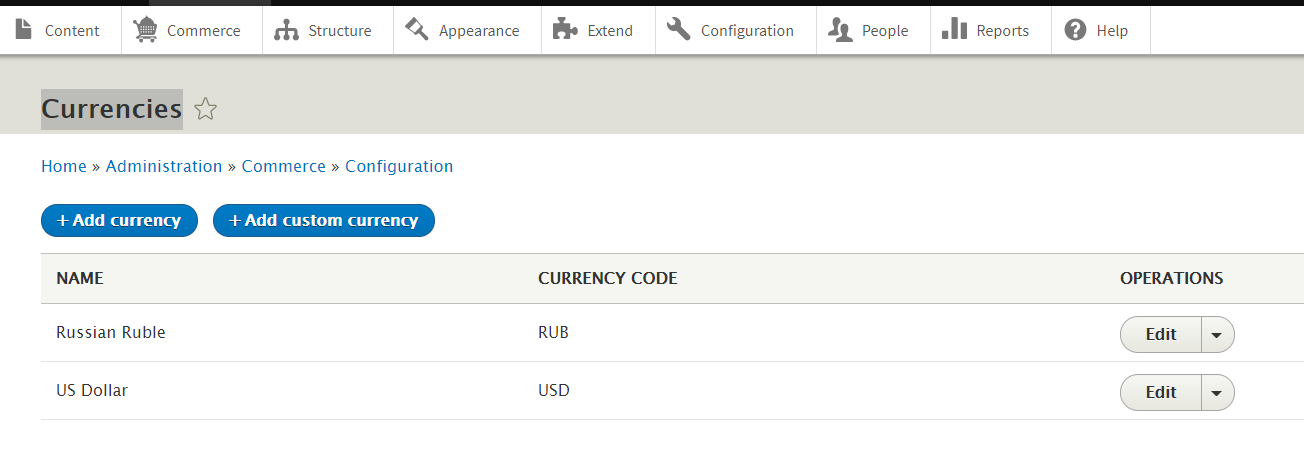 Content Commerce Structure Appearance Extend Configuration People Reports Help
Currencies
Home » Administration » Commerce » Configuration
+ Add currency + Add custom currency
NAME CURRENCY CODE OPERATIONS
Russian Ruble RUB Edit
US Dollar USD Edit